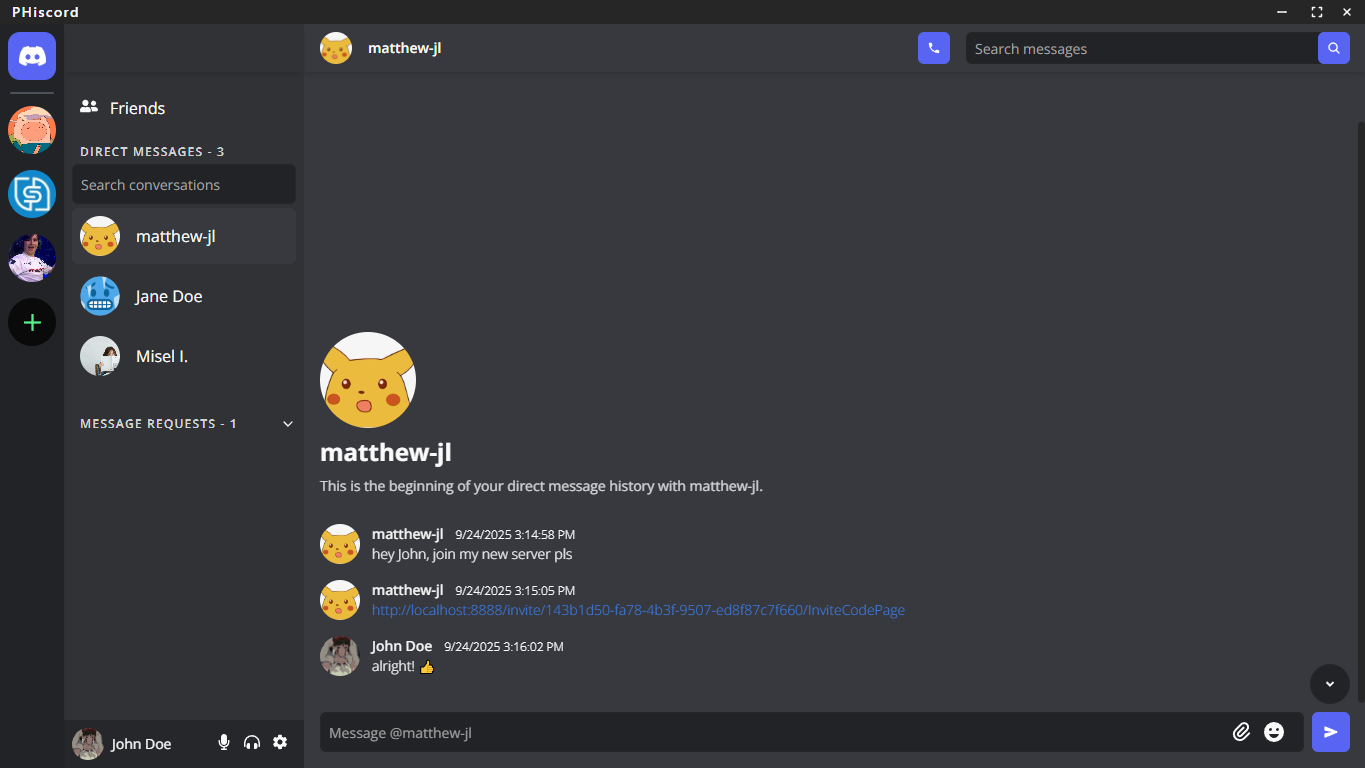 PHiscord
matthew-jl
Search messages
Friends
DIRECT MESSAGES - 3
Search conversations
matthew-jl
Jane Doe
Misel I.
MESSAGE REQUESTS - 1
matthew-jl
This is the beginning of your direct message history with matthew-jl.
matthew-jl 9/24/2025 3:14:58 PM
hey John, join my new server pls
matthew-jl 9/24/2025 3:15:05 PM
http://localhost:8888/invite/143b1d50-fa78-4b3f-9507-ed8f87c7f660/InviteCodePage
John Doe 9/24/2025 3:16:02 PM
alright! 👍
John Doe
Message @matthew-jl